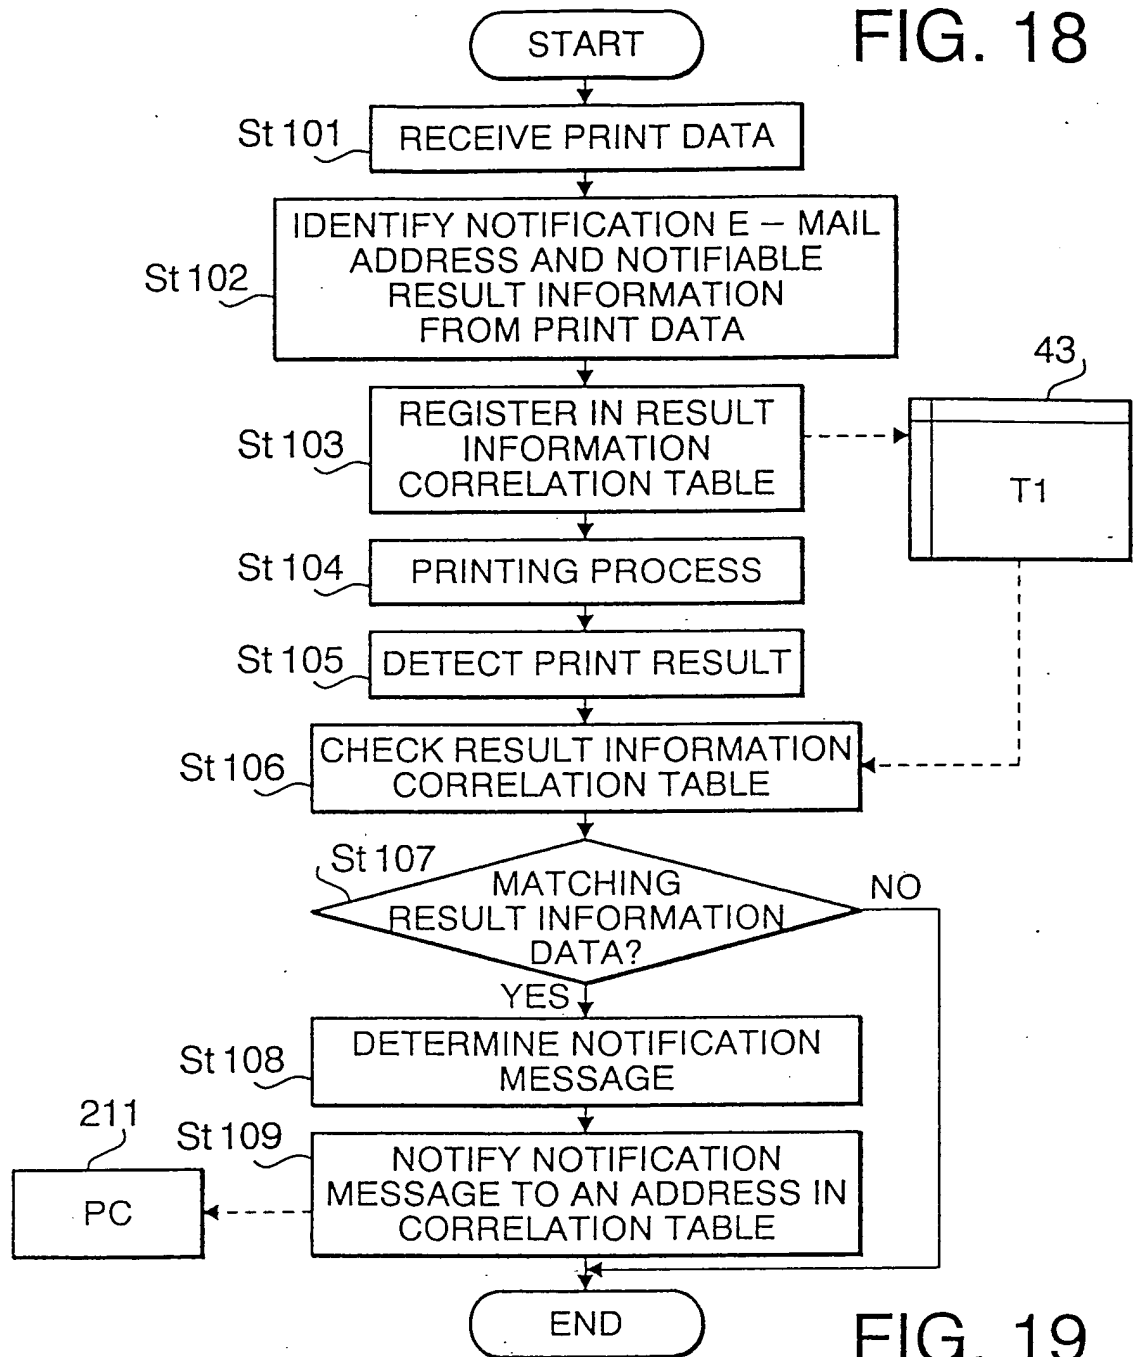 FIG. 18
START
St 101
RECEIVE PRINT DATA
St 102
IDENTIFY NOTIFICATION E – MAIL
ADDRESS AND NOTIFIABLE
RESULT INFORMATION
FROM PRINT DATA
St 103
REGISTER IN RESULT
INFORMATION
CORRELATION TABLE
43
T1
St 104
PRINTING PROCESS
St 105
DETECT PRINT RESULT
St 106
CHECK RESULT INFORMATION
CORRELATION TABLE
St 107
MATCHING
RESULT INFORMATION
DATA?
NO
YES
St 108
DETERMINE NOTIFICATION
MESSAGE
St 109
NOTIFY NOTIFICATION
MESSAGE TO AN ADDRESS IN
CORRELATION TABLE
211
PC
END
FIG. 19